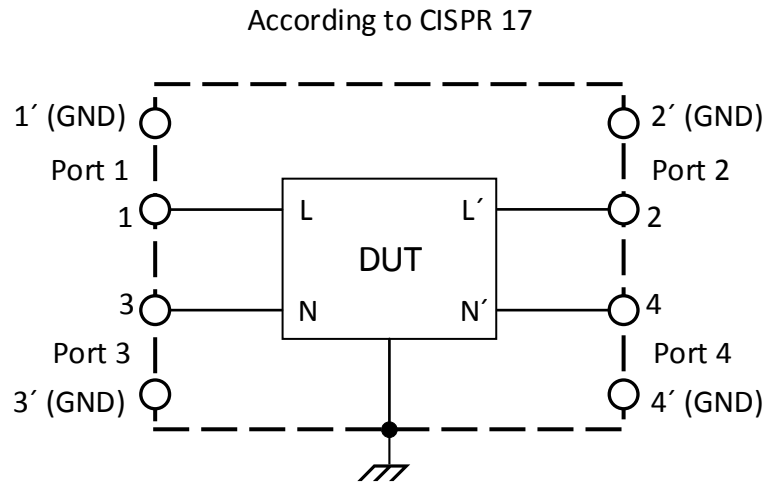 According to CISPR 17
1´ (GND)
2´ (GND)
Port 1
Port 2
1
L
L´
2
DUT
3
N
N´
4
Port 3
Port 4
3´ (GND)
4´ (GND)